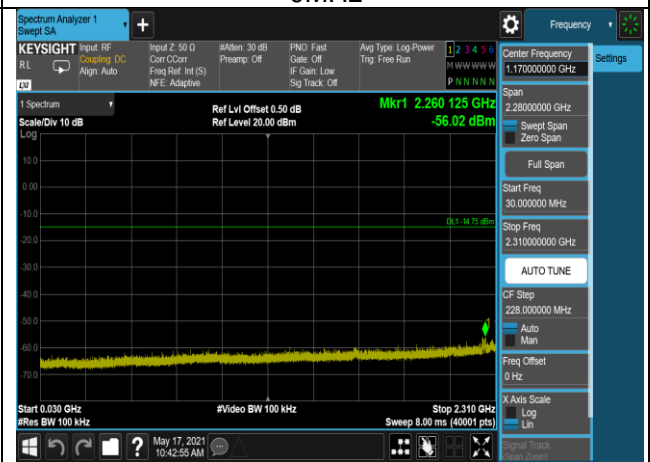 Spectrum Analyzer 1
Swept SA
Frequency
KEYSIGHT
RL
LXI
Input: RF
Coupling: DC
Align: Auto
Input Z: 50 Ω
Corr CCorr
Freq Ref: Int (S)
NFE: Adaptive
#Atten: 30 dB
Preamp: Off
PNO: Fast
Gate: Off
IF Gain: Low
Sig Track: Off
Avg Type: Log-Power
Trig: Free Run
1 2 3 4 5 6
M W W W W W
P N N N N N
1 Spectrum
Scale/Div 10 dB
Log
Ref Lvl Offset 0.50 dB
Ref Level 20.00 dBm
Mkr1 2.260 125 GHz
-56.02 dBm
10.0
0.00
-10.0
DL1 -14.75 dBm
-20.0
-30.0
-40.0
-50.0
1
-60.0
-70.0
Start 0.030 GHz
#Res BW 100 kHz
#Video BW 100 kHz
Stop 2.310 GHz
Sweep 8.00 ms (40001 pts)
May 17, 2021
10:42:55 AM
Center Frequency
1.170000000 GHz
Settings
Span
2.28000000 GHz
Swept Span
Zero Span
Full Span
Start Freq
30.000000 MHz
Stop Freq
2.310000000 GHz
AUTO TUNE
CF Step
228.000000 MHz
Auto
Man
Freq Offset
0 Hz
X Axis Scale
Log
Lin
Signal Track
(Span Zoom)